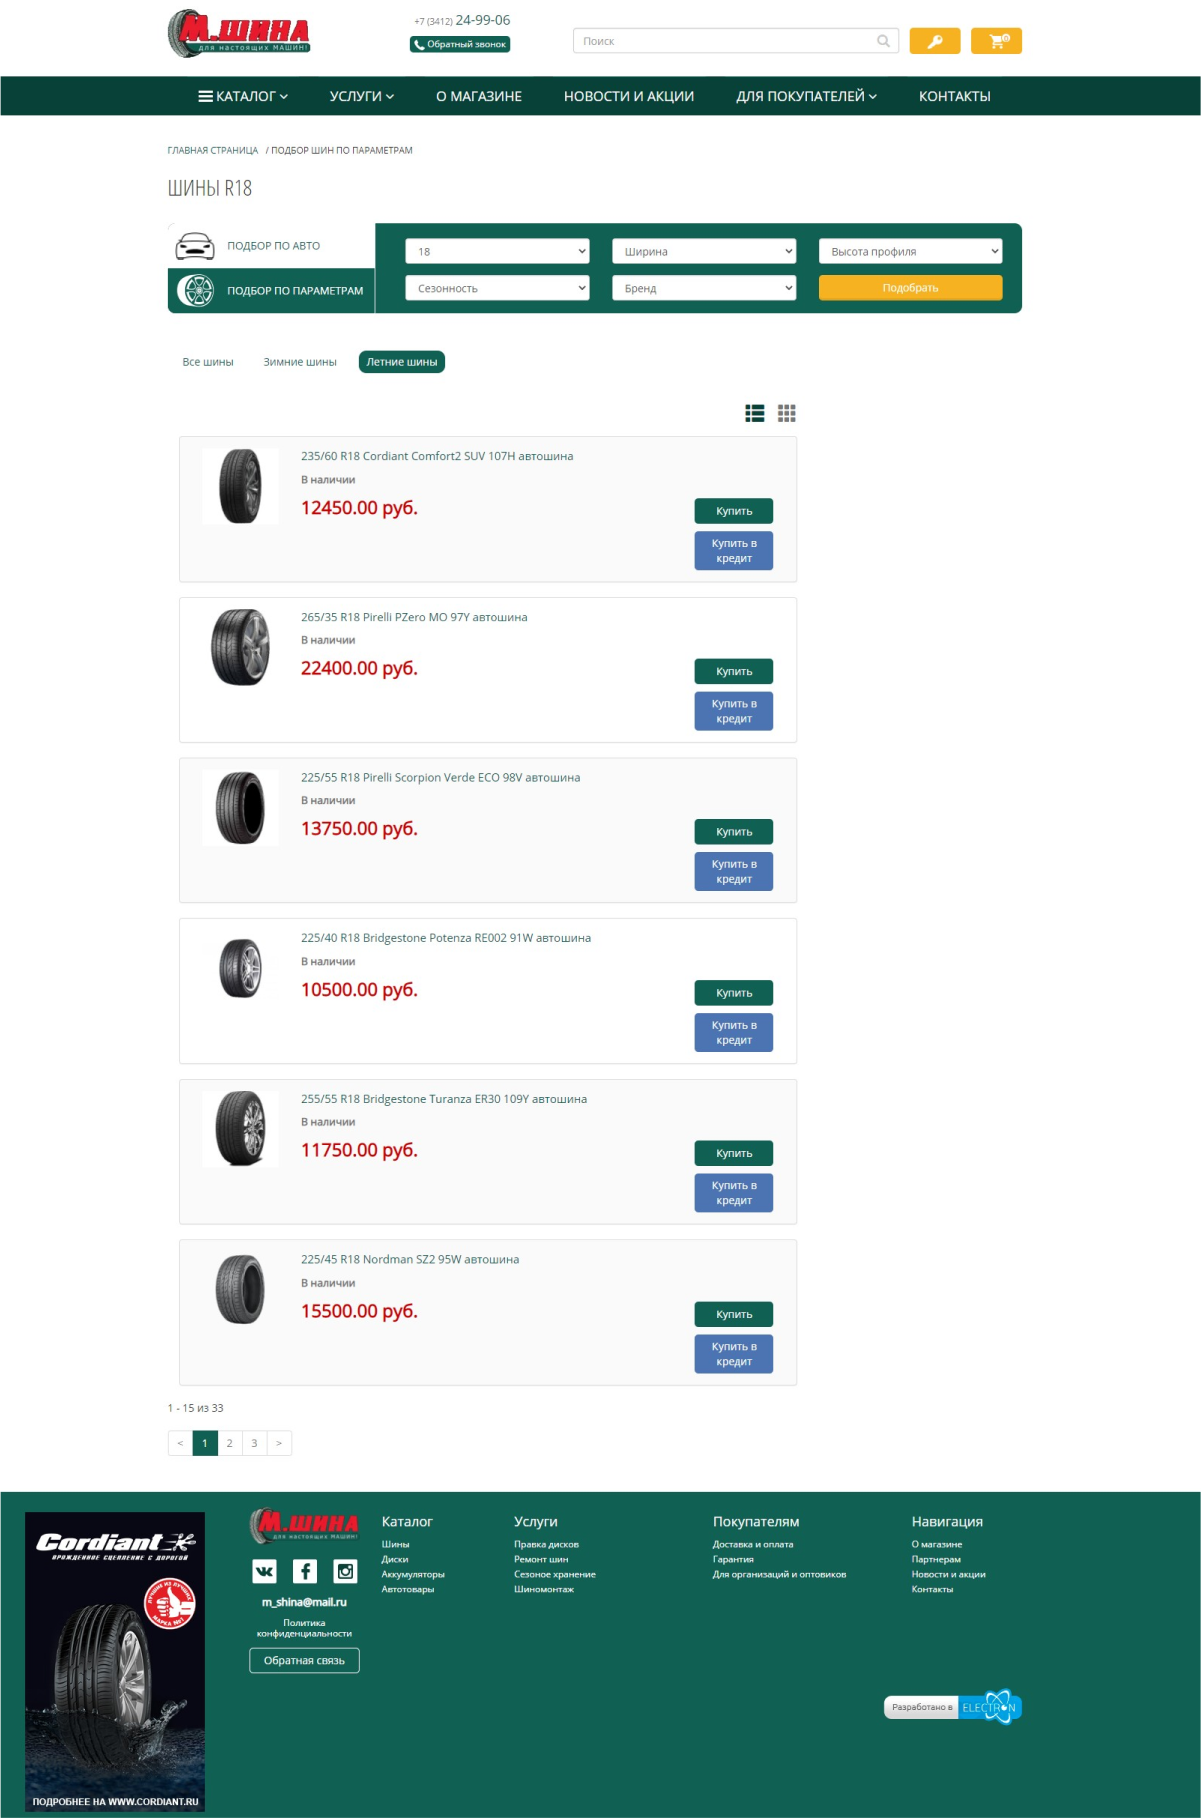 М.ШИНА
ДЛЯ НАСТОЯЩИХ МАШИН!
+7 (3412) 24-99-06
Обратный звонок
Поиск
0
КАТАЛОГ
УСЛУГИ
О МАГАЗИНЕ
НОВОСТИ И АКЦИИ
ДЛЯ ПОКУПАТЕЛЕЙ
КОНТАКТЫ
ГЛАВНАЯ СТРАНИЦА / ПОДБОР ШИН ПО ПАРАМЕТРАМ
ШИНЫ R18
ПОДБОР ПО АВТО
ПОДБОР ПО ПАРАМЕТРАМ
18
Ширина
Высота профиля
Сезонность
Бренд
Подобрать
Все шины
Зимние шины
Летние шины
235/60 R18 Cordiant Comfort2 SUV 107H автошина
В наличии
12450.00 руб.
Купить
Купить в
кредит
265/35 R18 Pirelli PZero MO 97Y автошина
В наличии
22400.00 руб.
Купить
Купить в
кредит
225/55 R18 Pirelli Scorpion Verde ECO 98V автошина
В наличии
13750.00 руб.
Купить
Купить в
кредит
225/40 R18 Bridgestone Potenza RE002 91W автошина
В наличии
10500.00 руб.
Купить
Купить в
кредит
255/55 R18 Bridgestone Turanza ER30 109Y автошина
В наличии
11750.00 руб.
Купить
Купить в
кредит
225/45 R18 Nordman SZ2 95W автошина
В наличии
15500.00 руб.
Купить
Купить в
кредит
1 - 15 из 33
< 1 2 3 >
Cordiant
ВРОЖДЕННОЕ СЦЕПЛЕНИЕ С ДОРОГОЙ
ЛУЧШИЕ ИЗ ЛУЧШИХ
МАРКА №1
ПОДРОБНЕЕ НА WWW.CORDIANT.RU
М.ШИНА
ДЛЯ НАСТОЯЩИХ МАШИН!
m_shina@mail.ru
Политика
конфиденциальности
Обратная связь
Каталог
Шины
Диски
Аккумуляторы
Автотовары
Услуги
Правка дисков
Ремонт шин
Сезоное хранение
Шиномонтаж
Покупателям
Доставка и оплата
Гарантия
Для организаций и оптовиков
Навигация
О магазине
Партнерам
Новости и акции
Контакты
Разработано в ELECTRON